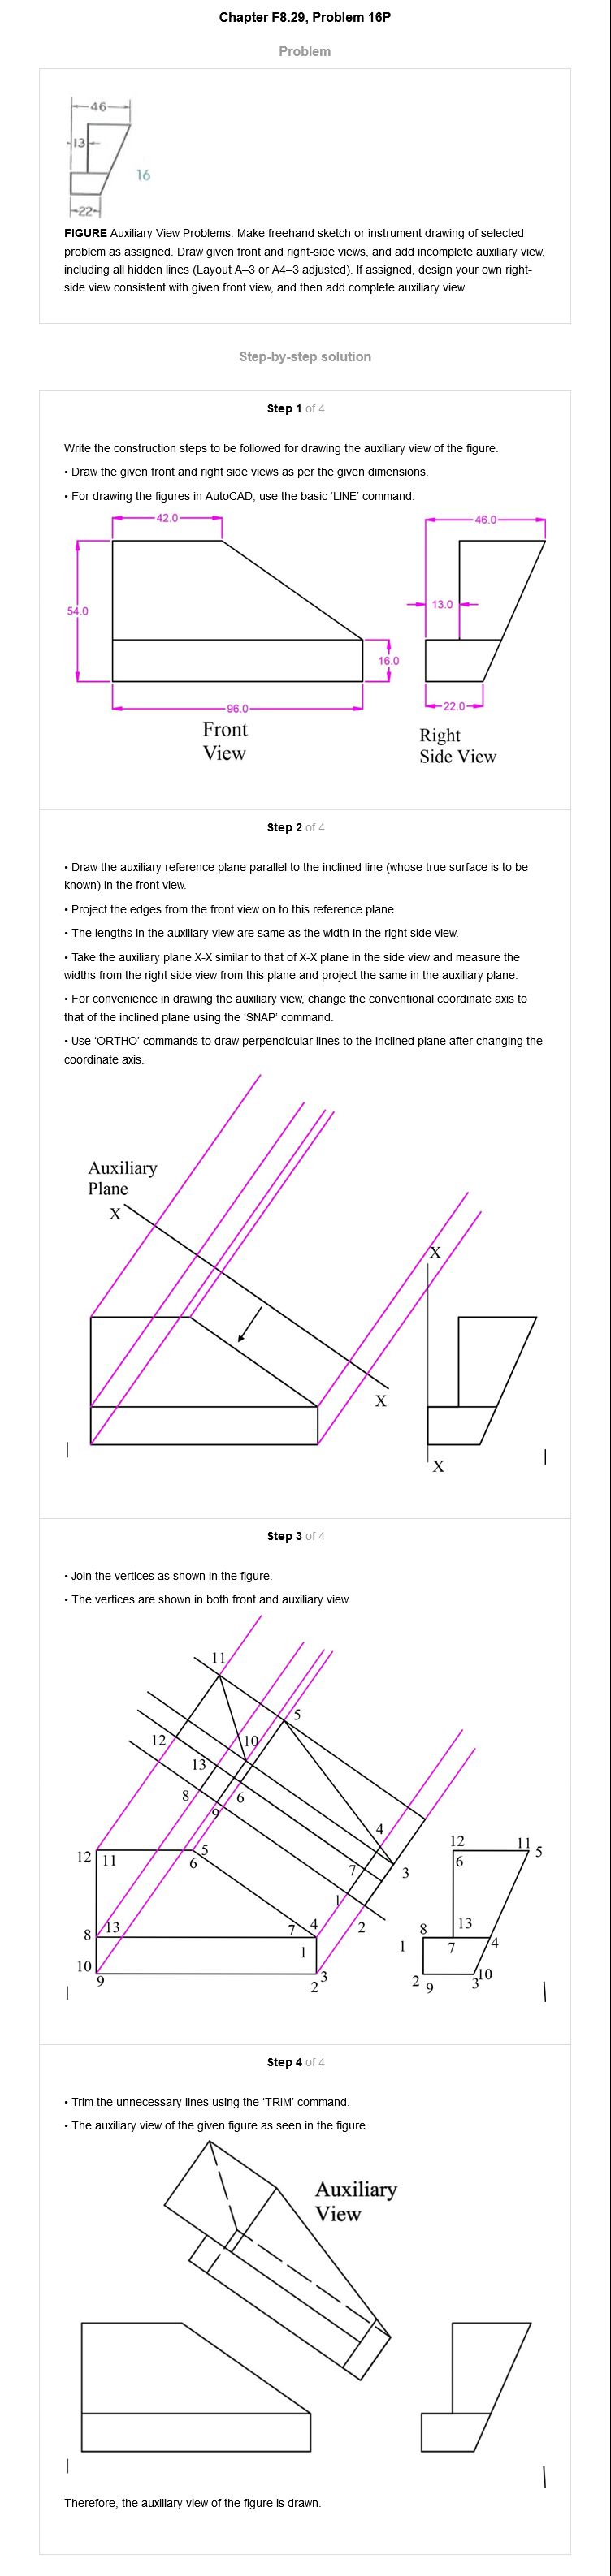 Chapter F8.29, Problem 16P
Problem
46
13
16
22
FIGURE Auxiliary View Problems. Make freehand sketch or instrument drawing of selected
problem as assigned. Draw given front and right-side views, and add incomplete auxiliary view,
including all hidden lines (Layout A–3 or A4–3 adjusted). If assigned, design your own right-
side view consistent with given front view, and then add complete auxiliary view.
Step-by-step solution
Step 1 of 4
Write the construction steps to be followed for drawing the auxiliary view of the figure.
• Draw the given front and right side views as per the given dimensions.
• For drawing the figures in AutoCAD, use the basic ‘LINE’ command.
42.0
46.0
54.0
13.0
16.0
96.0
22.0
Front
View
Right
Side View
Step 2 of 4
• Draw the auxiliary reference plane parallel to the inclined line (whose true surface is to be
known) in the front view.
• Project the edges from the front view on to this reference plane.
• The lengths in the auxiliary view are same as the width in the right side view.
• Take the auxiliary plane X-X similar to that of X-X plane in the side view and measure the
widths from the right side view from this plane and project the same in the auxiliary plane.
• For convenience in drawing the auxiliary view, change the conventional coordinate axis to
that of the inclined plane using the ‘SNAP’ command.
• Use ‘ORTHO’ commands to draw perpendicular lines to the inclined plane after changing the
coordinate axis.
Auxiliary
Plane
X
X
X
X
Step 3 of 4
• Join the vertices as shown in the figure.
• The vertices are shown in both front and auxiliary view.
11
5
12
10
13
8
6
9
4
7
3
1
2
12
11
5
6
8
13
7
4
10
1
9
3
2
12
11
5
6
8
13
1
7
4
2
9
3
10
Step 4 of 4
• Trim the unnecessary lines using the ‘TRIM’ command.
• The auxiliary view of the given figure as seen in the figure.
Auxiliary
View
Therefore, the auxiliary view of the figure is drawn.